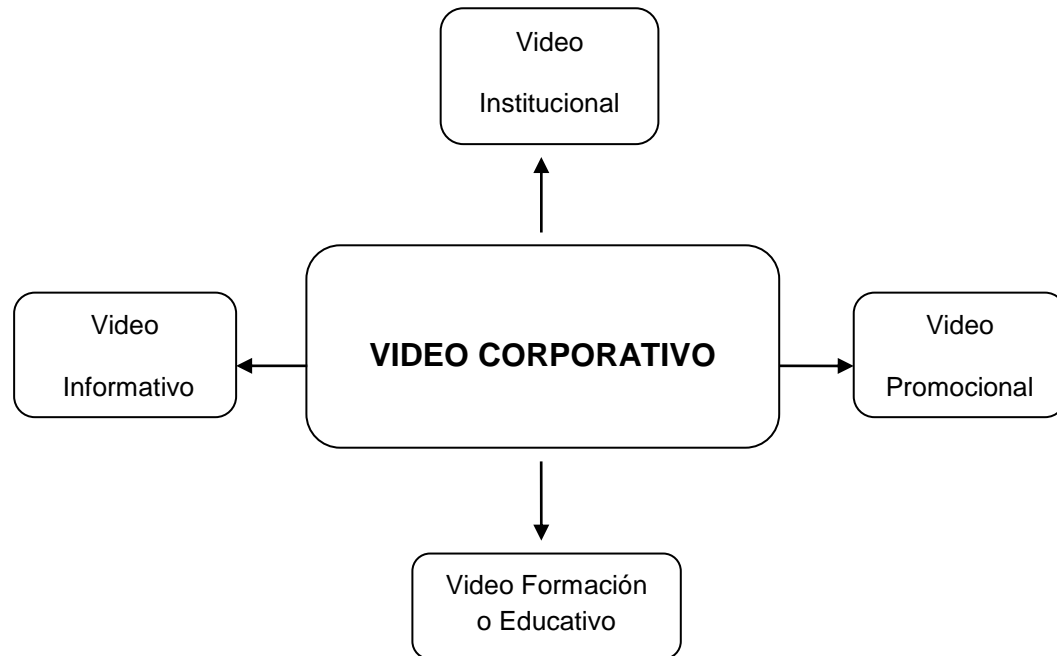 Video
Institucional
Video
Informativo
VIDEO CORPORATIVO
Video
Promocional
Video Formación
o Educativo